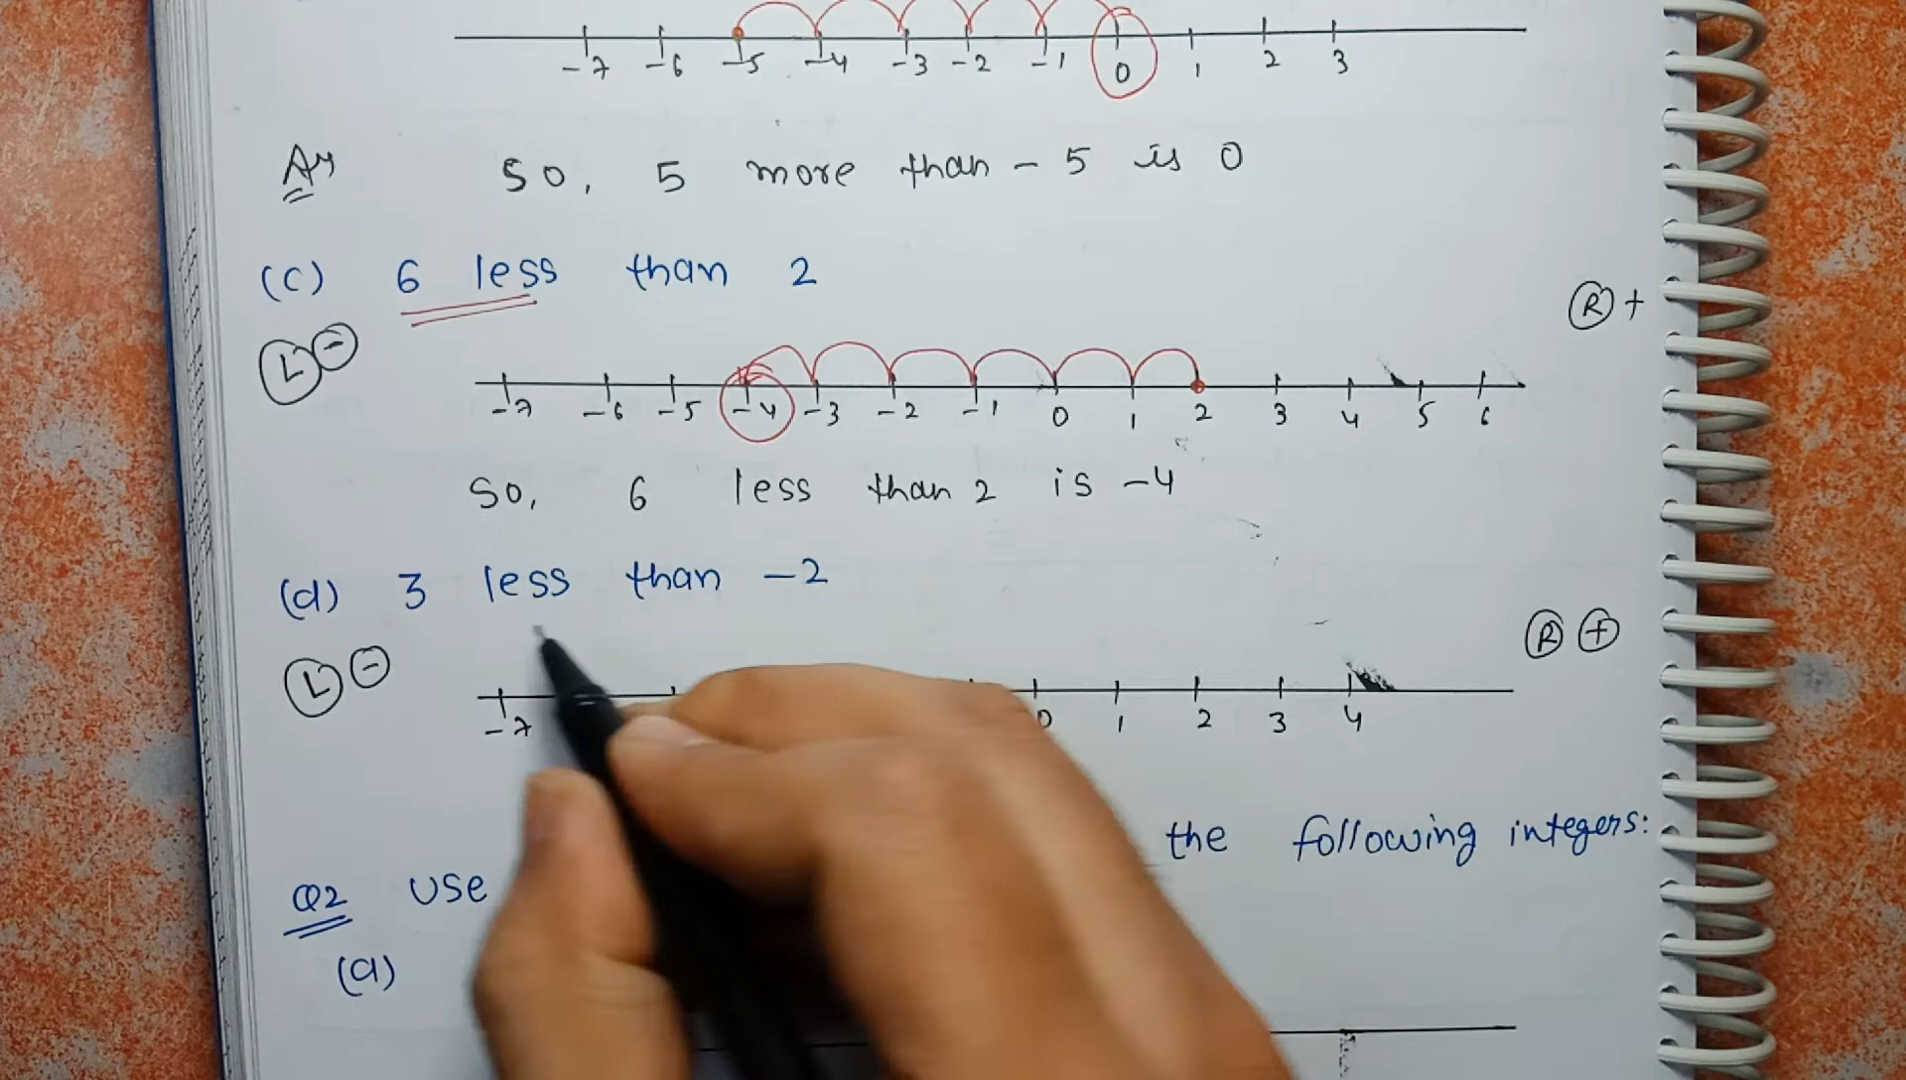 -7 -6 -5 -4 -3 -2 -1 0 1 2 3
So, 5 more than -5 is 0
(c) 6 less than 2
R +
L -
-7 -6 -5 -4 -3 -2 -1 0 1 2 3 4 5 6
So, 6 less than 2 is -4
(d) 3 less than -2
R +
L -
-7 0 1 2 3 4
the following integers:
Q2 USE
(a)